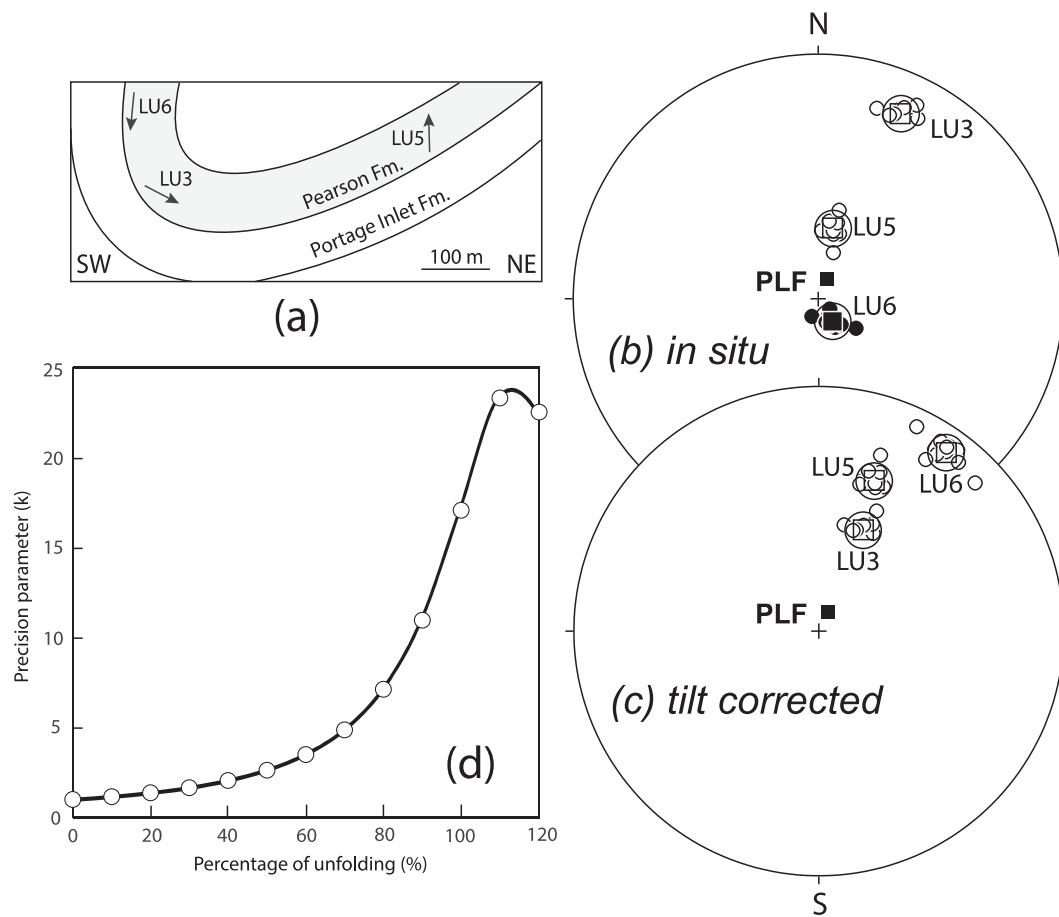 LU6
LU3
LU5
Pearson Fm.
Portage Inlet Fm.
SW
100 m
NE
(a)
N
LU3
LU5
PLF
LU6
(b) in situ
LU5
LU6
LU3
PLF
(c) tilt corrected
S
25
20
15
10
5
0
Precision parameter (k)
(d)
0
20
40
60
80
100
120
Percentage of unfolding (%)